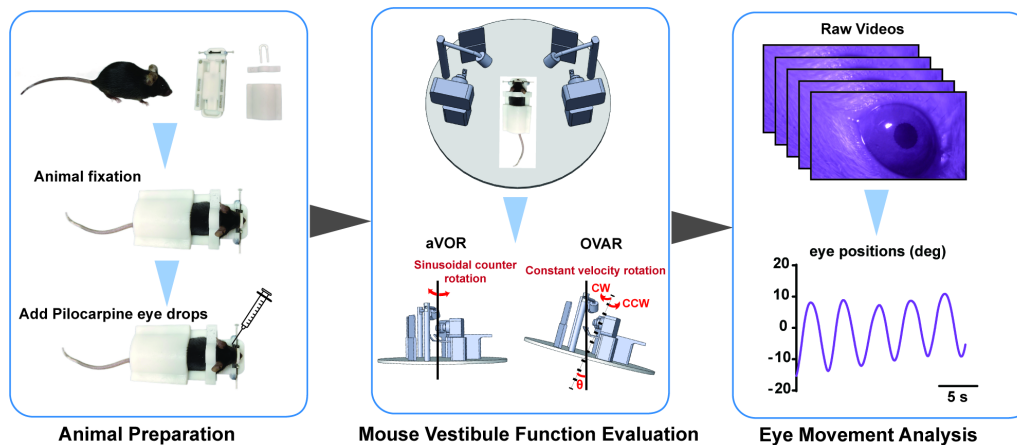 Animal fixation
Add Pilocarpine eye drops
Animal Preparation
aVOR
Sinusoidal counter
rotation
OVAR
Constant velocity rotation
CW
CCW
θ
Mouse Vestibule Function Evaluation
Raw Videos
eye positions (deg)
20
10
0
-10
-20
5 s
Eye Movement Analysis